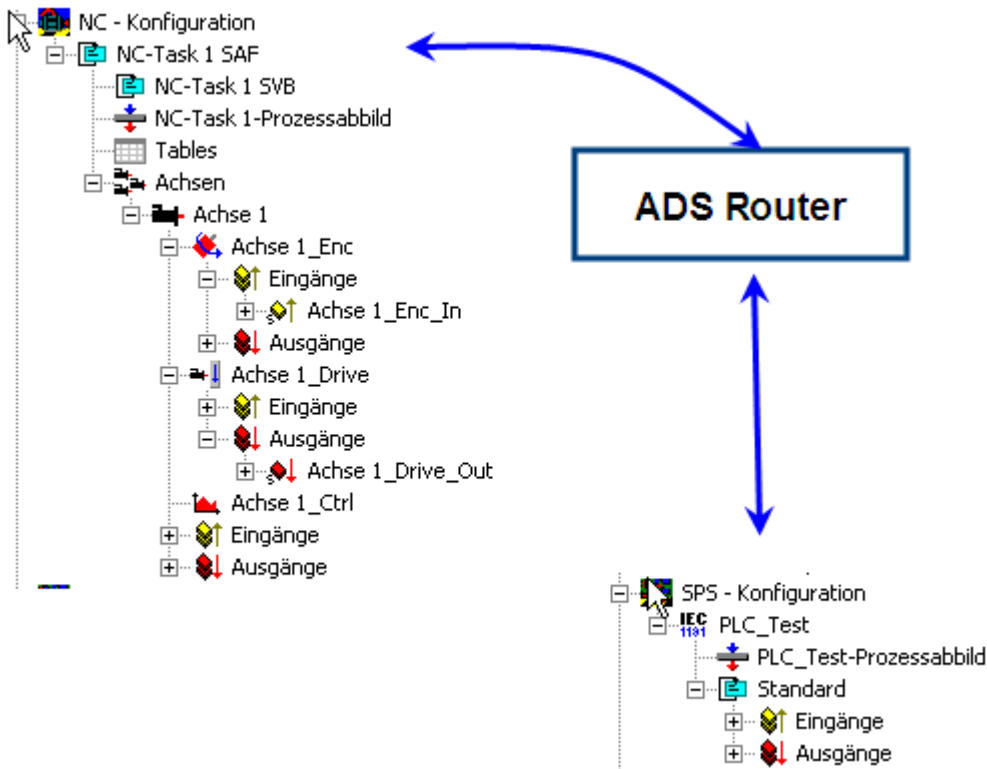 NC - Konfiguration
NC-Task 1 SAF
NC-Task 1 SVB
NC-Task 1-Prozessabbild
Tables
Achsen
Achse 1
Achse 1_Enc
Eingänge
Achse 1_Enc_In
Ausgänge
Achse 1_Drive
Eingänge
Ausgänge
Achse 1_Drive_Out
Achse 1_Ctrl
Eingänge
Ausgänge
ADS Router
SPS - Konfiguration
IEC
1131
PLC_Test
PLC_Test-Prozessabbild
Standard
Eingänge
Ausgänge